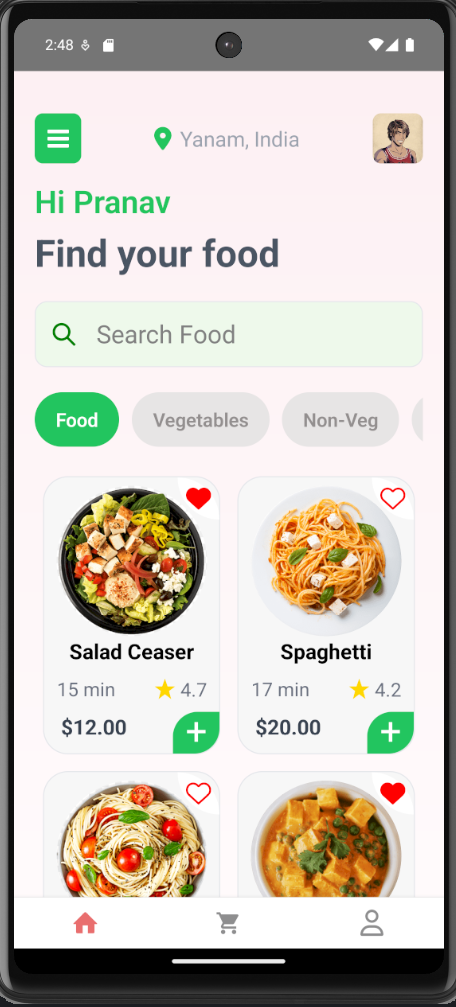 2:48
Yanam, India
Hi Pranav
Find your food
Search Food
Food Vegetables Non-Veg
Salad Ceaser Spaghetti
15 min 4.7 17 min 4.2
$12.00 + $20.00 +